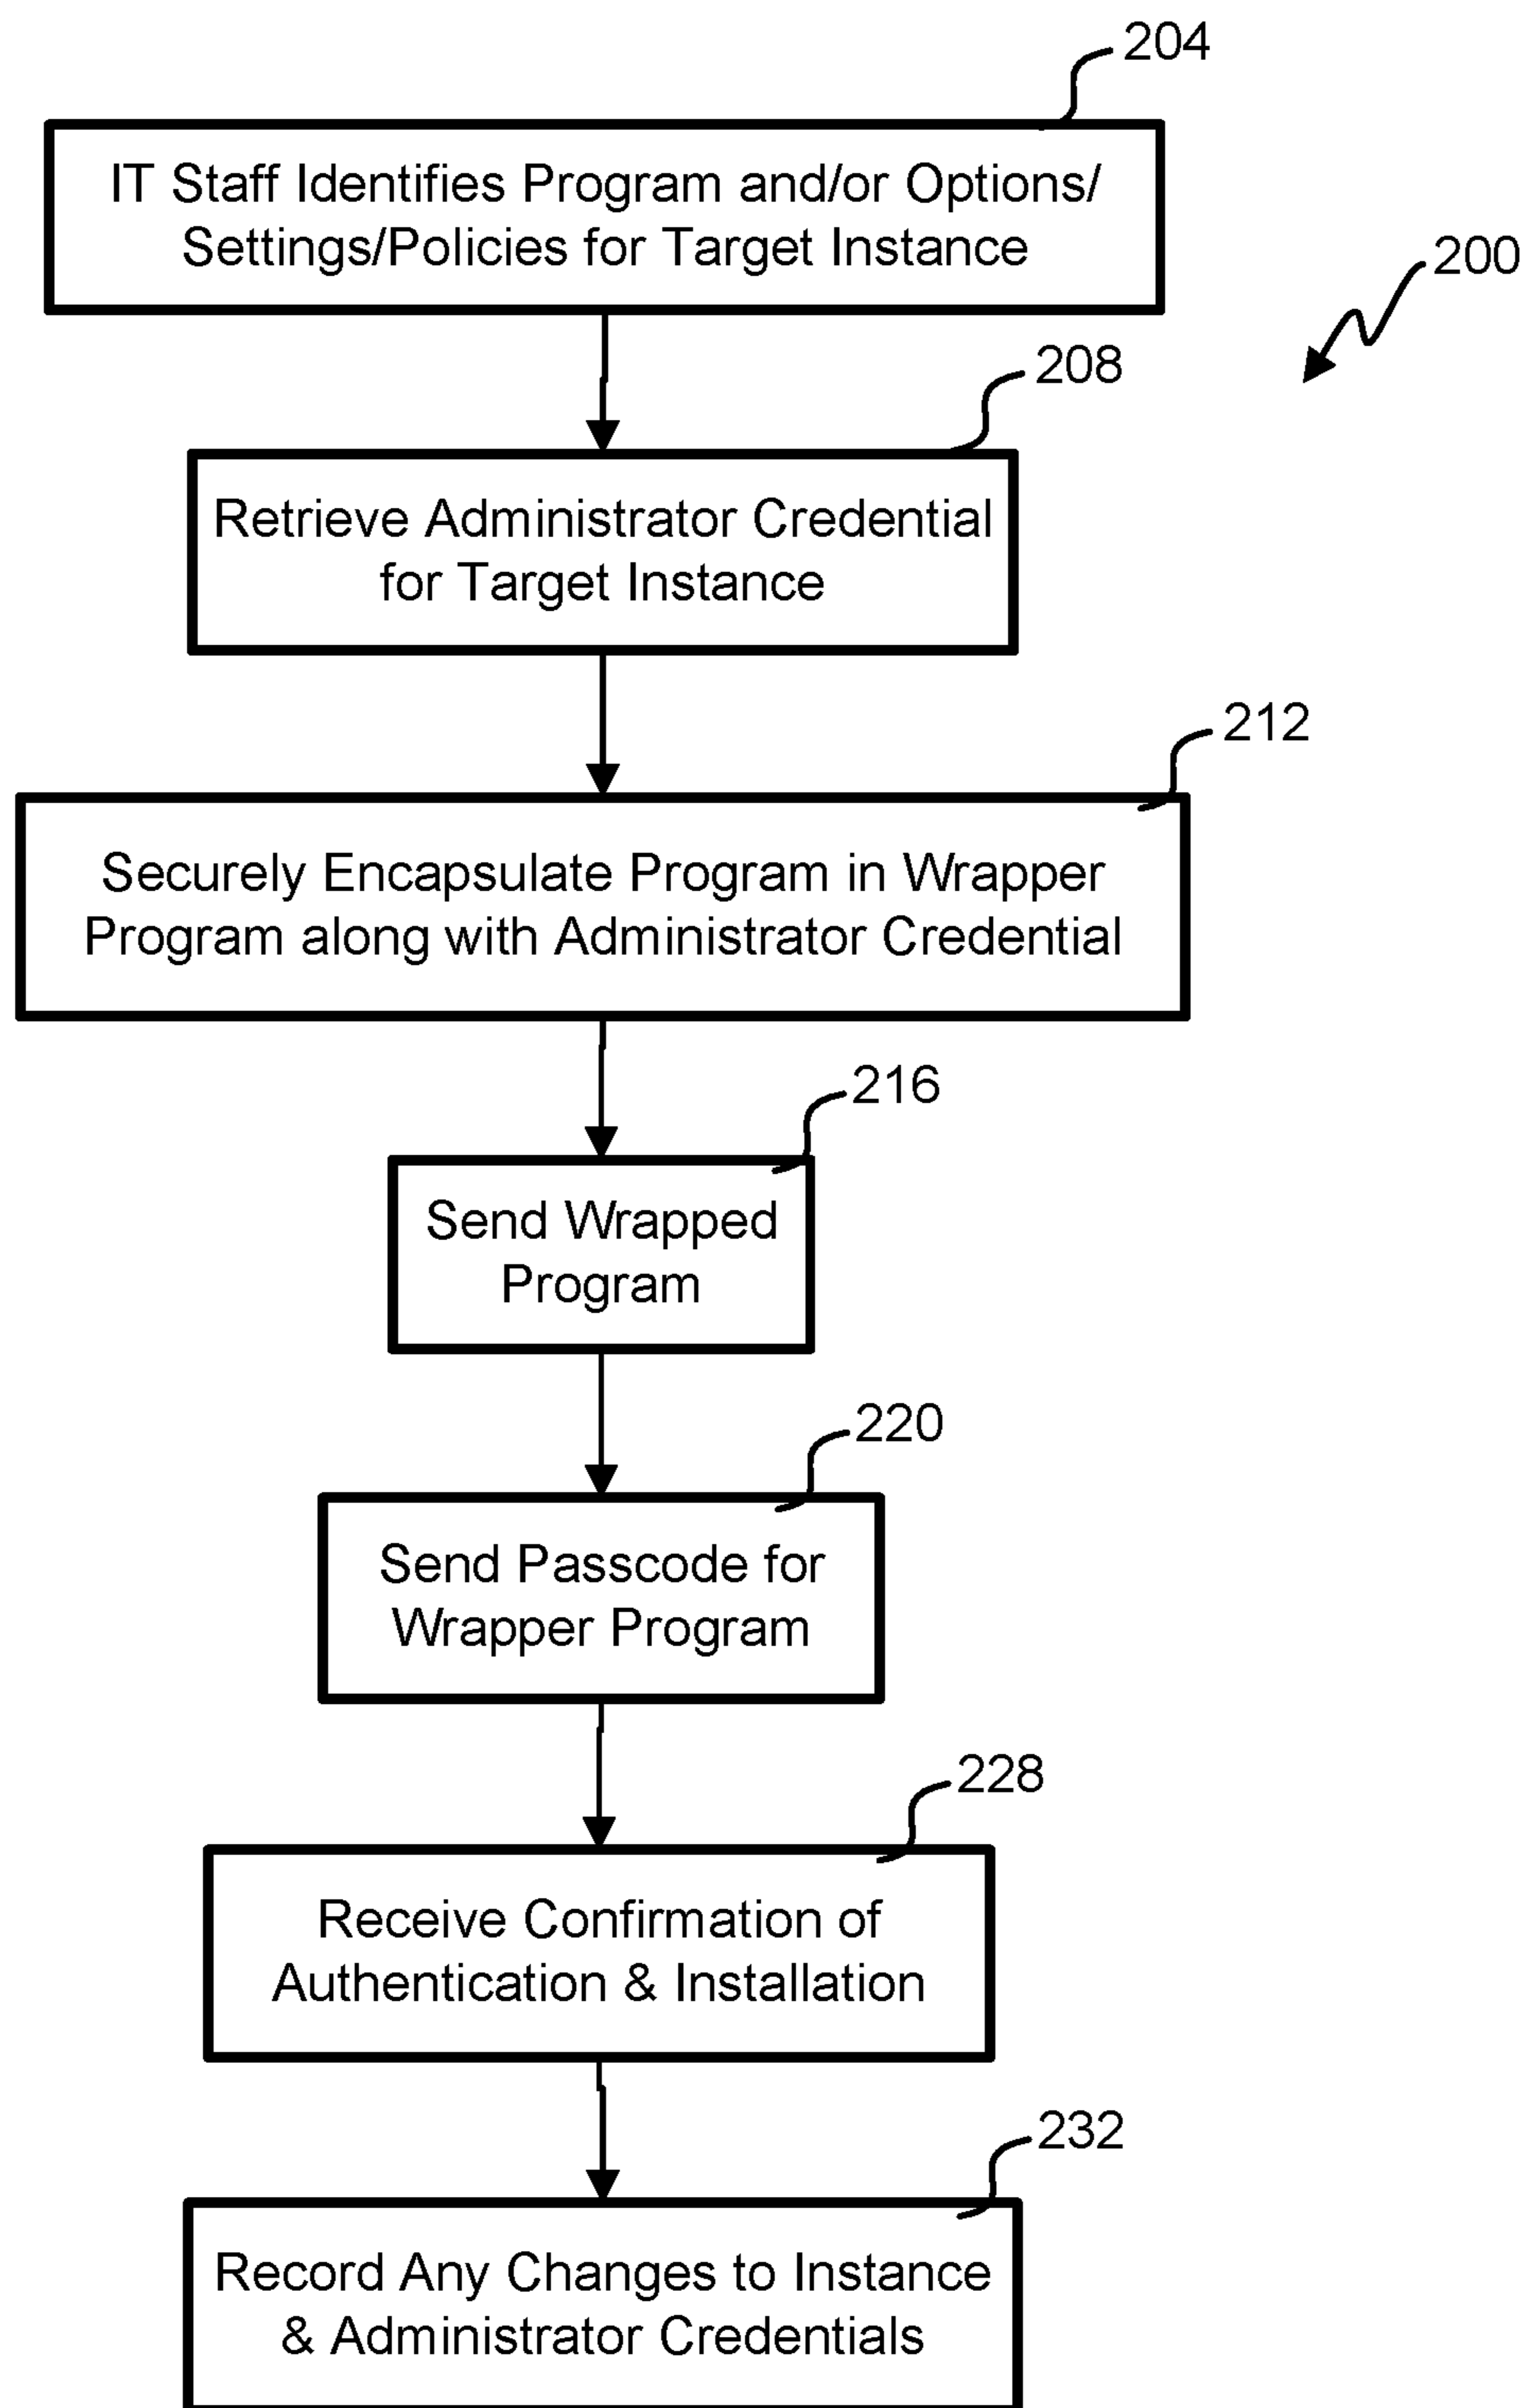 204
IT Staff Identifies Program and/or Options/
Settings/Policies for Target Instance
200
208
Retrieve Administrator Credential
for Target Instance
212
Securely Encapsulate Program in Wrapper
Program along with Administrator Credential
216
Send Wrapped
Program
220
Send Passcode for
Wrapper Program
228
Receive Confirmation of
Authentication & Installation
232
Record Any Changes to Instance
& Administrator Credentials